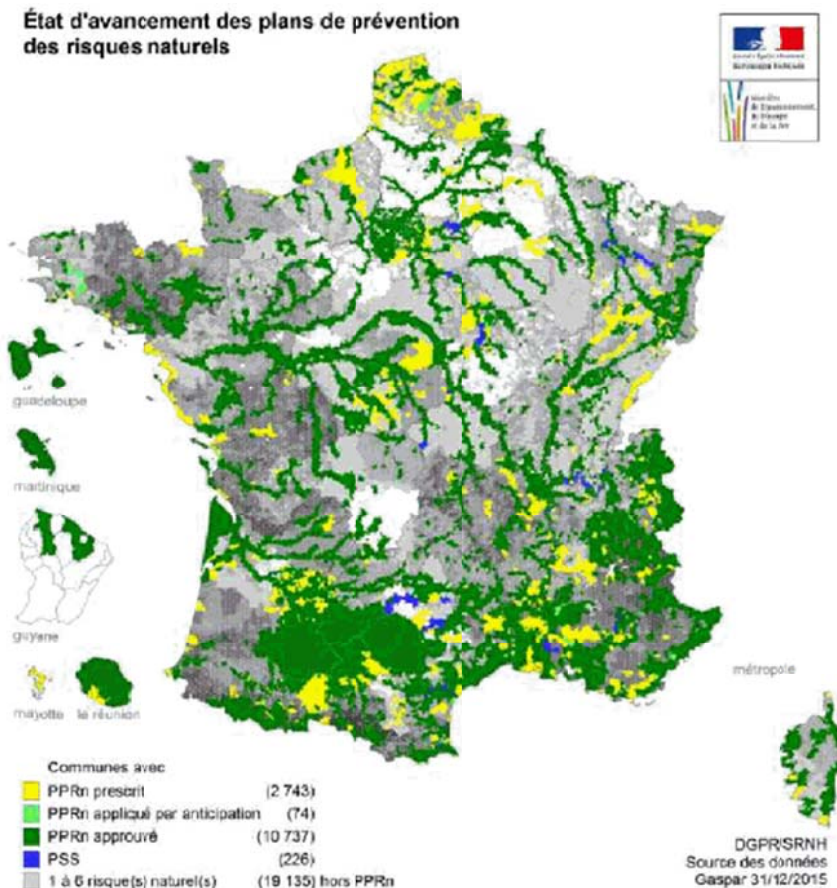 État d'avancement des plans de prévention
des risques naturels
RÉPUBLIQUE FRANÇAISE
guadeloupe
martinique
guyane
mayotte
la réunion
métropole
Communes avec
PPRn prescrit (2 743)
PPRn appliqué par anticipation (74)
PPRn approuvé (10 737)
PSS (226)
1 à 6 risque(s) naturel(s) (19 135) hors PPRn
DGPR/SRNH
Source des données
Gaspar 31/12/2015